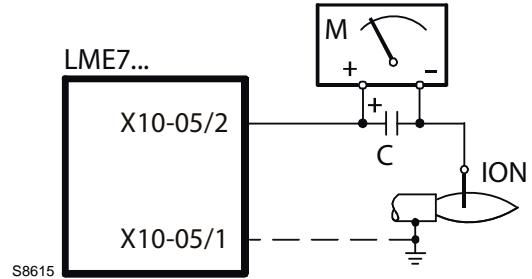 M
+ –
LME7...
X10-05/2
+
C
ION
X10-05/1
S8615